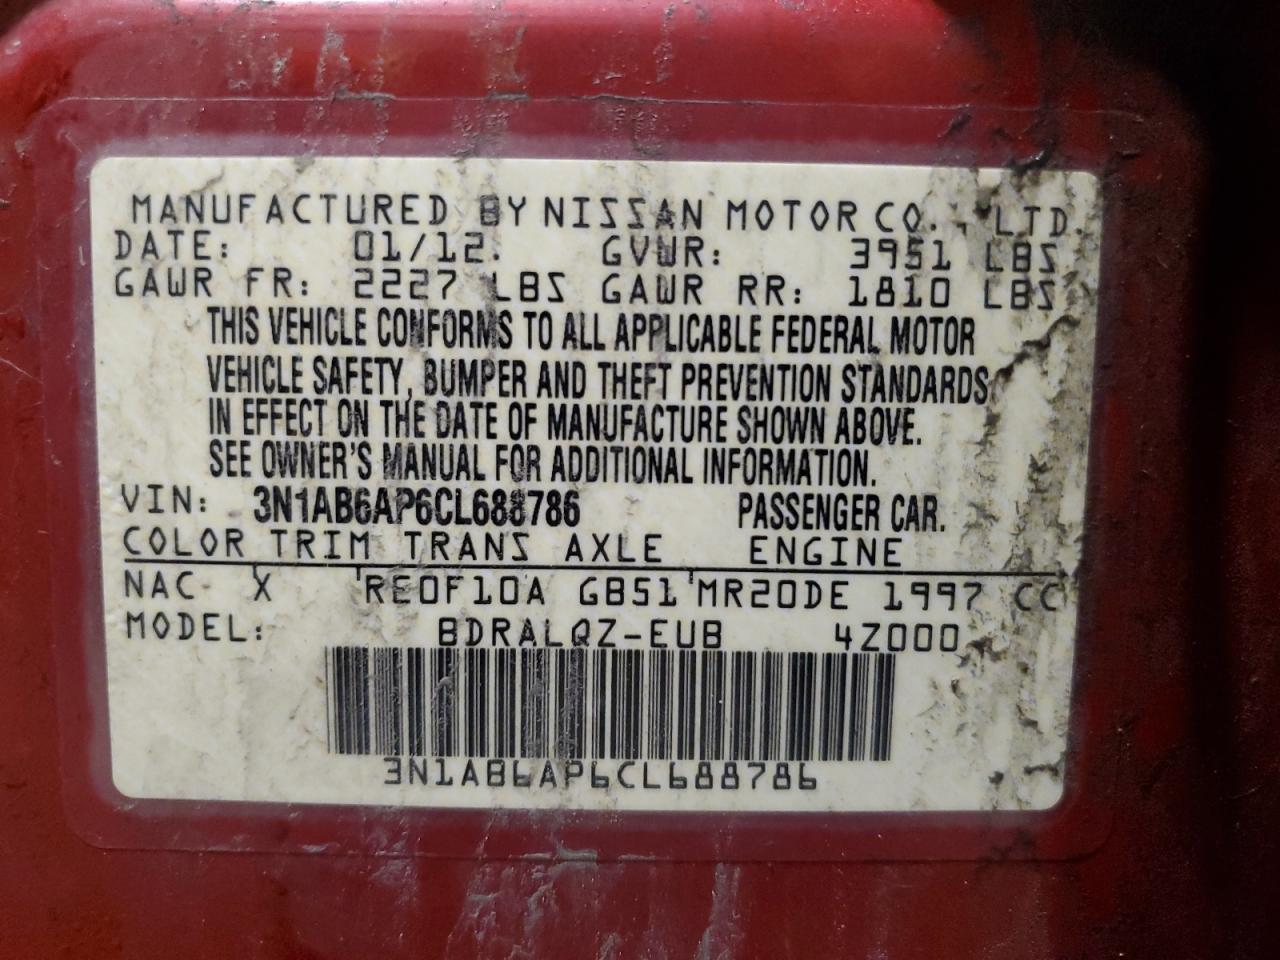 MANUFACTURED BY NISSAN MOTOR CO., LTD.
DATE: 01/12. GVWR: 3951 LBS
GAWR FR: 2227 LBS GAWR RR: 1810 LBS
THIS VEHICLE CONFORMS TO ALL APPLICABLE FEDERAL MOTOR
VEHICLE SAFETY, BUMPER AND THEFT PREVENTION STANDARDS
IN EFFECT ON THE DATE OF MANUFACTURE SHOWN ABOVE.
SEE OWNER'S MANUAL FOR ADDITIONAL INFORMATION.
VIN: 3N1AB6AP6CL688786 PASSENGER CAR.
COLOR TRIM TRANS AXLE ENGINE
NAC X RE0F10A GB51 MR20DE 1997 CC
MODEL: BDRALQZ-EUB 4Z000
3N1AB6AP6CL688786